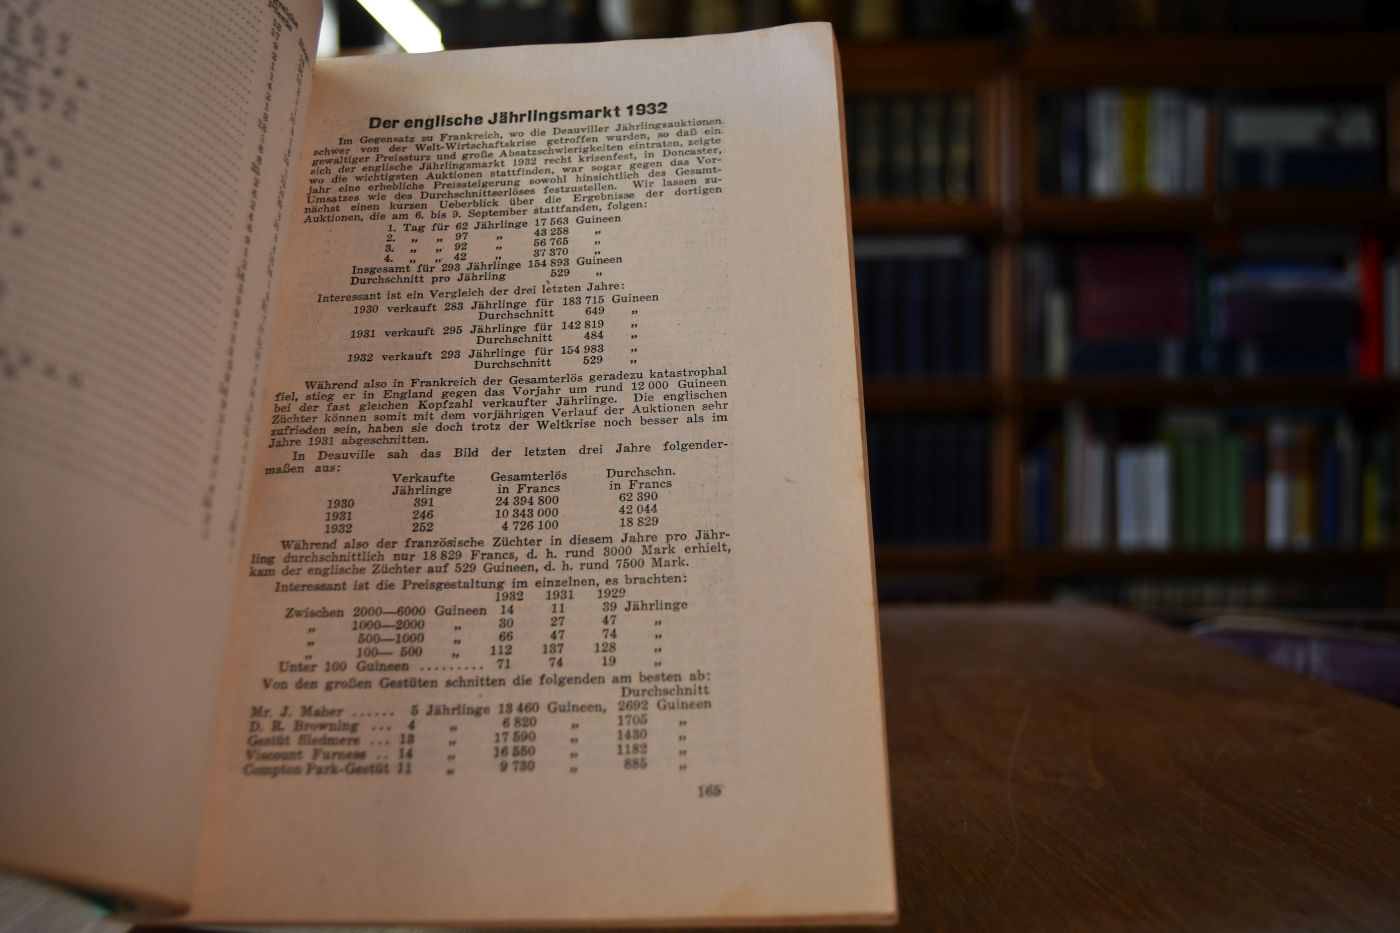 Der englische Jährlingsmarkt 1932
Im Gegensatz zu Frankreich, wo die Deauviller Jährlingsauktionen
schwer von der Welt-Wirtschaftskrise getroffen wurden, so daß ein
gewaltiger Preissturz und große Absatzschwierigkeiten eintraten, zeigte
sich der englische Jährlingsmarkt 1932 recht krisenfest, in Doncaster,
wo die wichtigsten Auktionen stattfinden, war sogar gegen das Vor-
jahr eine erhebliche Preissteigerung sowohl hinsichtlich des Gesamt-
Umsatzes wie des Durchschnittserlöses festzustellen. Wir lassen zu-
nächst einen kurzen Ueberblick über die Ergebnisse der dortigen
Auktionen, die am 6. bis 9. September stattfanden, folgen:
1. Tag für 62 Jährlinge 17 563 Guineen
2. „ „ 97 „ 43 258 „
3. „ „ 92 „ 56 765 „
4. „ „ 42 „ 37 370 „
Insgesamt für 293 Jährlinge 154 893 Guineen
Durchschnitt pro Jährling 529 „
Interessant ist ein Vergleich der drei letzten Jahre:
1930 verkauft 283 Jährlinge für 183 715 Guineen
Durchschnitt 649 „
1931 verkauft 295 Jährlinge für 142 819 „
Durchschnitt 484 „
1932 verkauft 293 Jährlinge für 154 983 „
Durchschnitt 529 „
Während also in Frankreich der Gesamterlös geradezu katastrophal
fiel, stieg er in England gegen das Vorjahr um rund 12 000 Guineen
bei der fast gleichen Kopfzahl verkaufter Jährlinge. Die englischen
Züchter können somit mit dem vorjährigen Verlauf der Auktionen sehr
zufrieden sein, haben sie doch trotz der Weltkrise noch besser als im
Jahre 1931 abgeschnitten.
In Deauville sah das Bild der letzten drei Jahre folgender-
maßen aus:
Verkaufte Gesamterlös Durchschn.
Jährlinge in Francs in Francs
1930 391 24 394 800 62 390
1931 246 10 343 000 42 044
1932 252 4 726 100 18 829
Während also der französische Züchter in diesem Jahre pro Jähr-
ling durchschnittlich nur 18 829 Francs, d. h. rund 3000 Mark erhielt,
kam der englische Züchter auf 529 Guineen, d. h. rund 7500 Mark.
Interessant ist die Preisgestaltung im einzelnen, es brachten:
1932 1931 1929
Zwischen 2000—6000 Guineen 14 11 39 Jährlinge
„ 1000—2000 „ 30 27 47 „
„ 500—1000 „ 66 47 74 „
„ 100— 500 „ 112 137 128 „
Unter 100 Guineen ......... 71 74 19 „
Von den großen Gestüten schnitten die folgenden am besten ab:
Durchschnitt
Mr. J. Maher ...... 5 Jährlinge 13 460 Guineen, 2692 Guineen
D. R. Browning ... 4 „ 6 820 „ 1705 „
Gestüt Sledmere ... 13 „ 17 590 „ 1430 „
Viscount Furness .. 14 „ 16 550 „ 1182 „
Compton Park-Gestüt 11 „ 9 730 „ 885 „
165